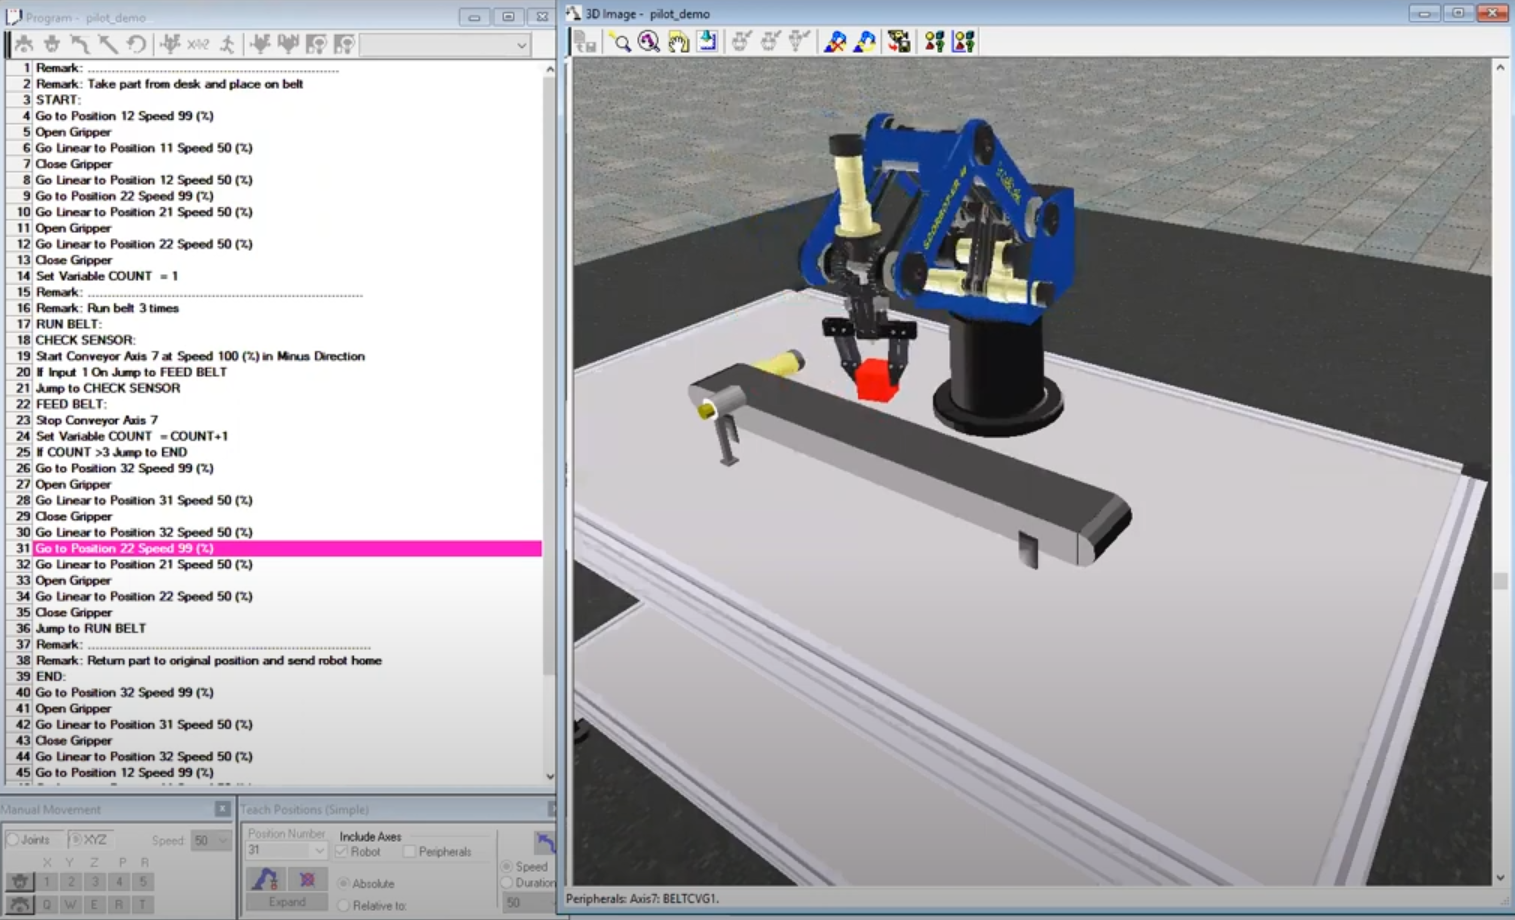 Program - pilot_demo
1 Remark: ............................................................
2 Remark: Take part from desk and place on belt
3 START:
4 Go to Position 12 Speed 99 (%)
5 Open Gripper
6 Go Linear to Position 11 Speed 50 (%)
7 Close Gripper
8 Go Linear to Position 12 Speed 50 (%)
9 Go to Position 22 Speed 99 (%)
10 Go Linear to Position 21 Speed 50 (%)
11 Open Gripper
12 Go Linear to Position 22 Speed 50 (%)
13 Close Gripper
14 Set Variable COUNT = 1
15 Remark: ............................................................
16 Remark: Run belt 3 times
17 RUN BELT:
18 CHECK SENSOR:
19 Start Conveyor Axis 7 at Speed 100 (%) in Minus Direction
20 If Input 1 On Jump to FEED BELT
21 Jump to CHECK SENSOR
22 FEED BELT:
23 Stop Conveyor Axis 7
24 Set Variable COUNT = COUNT+1
25 If COUNT >3 Jump to END
26 Go to Position 32 Speed 99 (%)
27 Open Gripper
28 Go Linear to Position 31 Speed 50 (%)
29 Close Gripper
30 Go Linear to Position 32 Speed 50 (%)
31 Go to Position 22 Speed 99 (%)
32 Go Linear to Position 21 Speed 50 (%)
33 Open Gripper
34 Go Linear to Position 22 Speed 50 (%)
35 Close Gripper
36 Jump to RUN BELT
37 Remark: ............................................................
38 Remark: Return part to original position and send robot home
39 END:
40 Go to Position 32 Speed 99 (%)
41 Open Gripper
42 Go Linear to Position 31 Speed 50 (%)
43 Close Gripper
44 Go Linear to Position 32 Speed 50 (%)
45 Go to Position 12 Speed 99 (%)
Manual Movement
Joints XYZ Speed: 50
X Y Z P R
1 2 3 4 5
Q W E R T
Teach Positions (Simple)
Position Number
31
Include Axes
Robot Peripherals
Absolute
Relative to:
Expand
Speed
Duration
50
3D Image - pilot_demo
SCORBOT-ER 4
Peripherals: Axis7: BELTCVG1.